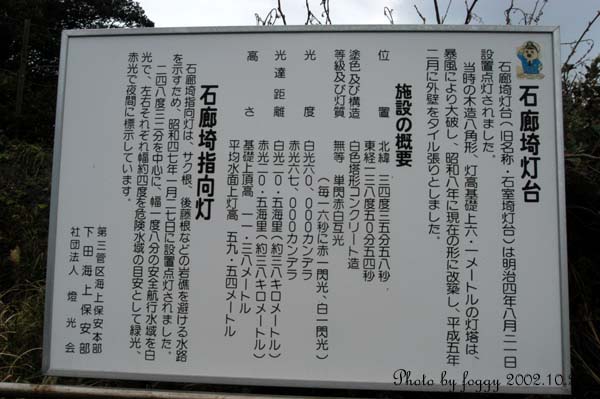 石廊埼灯台
石廊埼灯台（旧名称・石室埼灯台）は明治四年八月二一日
設置点灯されました。
当時の木造八角形、灯高基礎上六・一メートルの灯塔は、
暴風により大破し、昭和八年に現在の形に改築し、平成五年
二月に外壁をタイル張りとしました。
施設の概要
位置 北緯 三四度三五分五八秒
東経一三八度五〇分五四秒
塗色及び構造 白色塔形コンクリート造
等級及び灯質 無等 単閃赤白互光
（毎一六秒に赤一閃光、白一閃光）
光度 白光六〇、〇〇〇カンデラ
赤光六七、〇〇〇カンデラ
光達距離 白光二〇・五海里（約三八キロメートル）
赤光二〇・五海里（約三八キロメートル）
高さ 基礎上頂高 一一・三八メートル
平均水面上灯高 五九・五四メートル
石廊埼指向灯
石廊埼指向灯は、サク根、後藤根などの岩礁を避ける水路
を示すため、昭和四七年一月二七日に設置点灯されました。
二四八度三二分を中心に、幅一度八分の安全航行水域を白
光で、左右それぞれ幅約四度を危険水域の目安として緑光、
赤光で夜間に標示しています。
第三管区海上保安本部
下田海上保安部
社団法人 燈光会
Photo by foggy 2002.10.